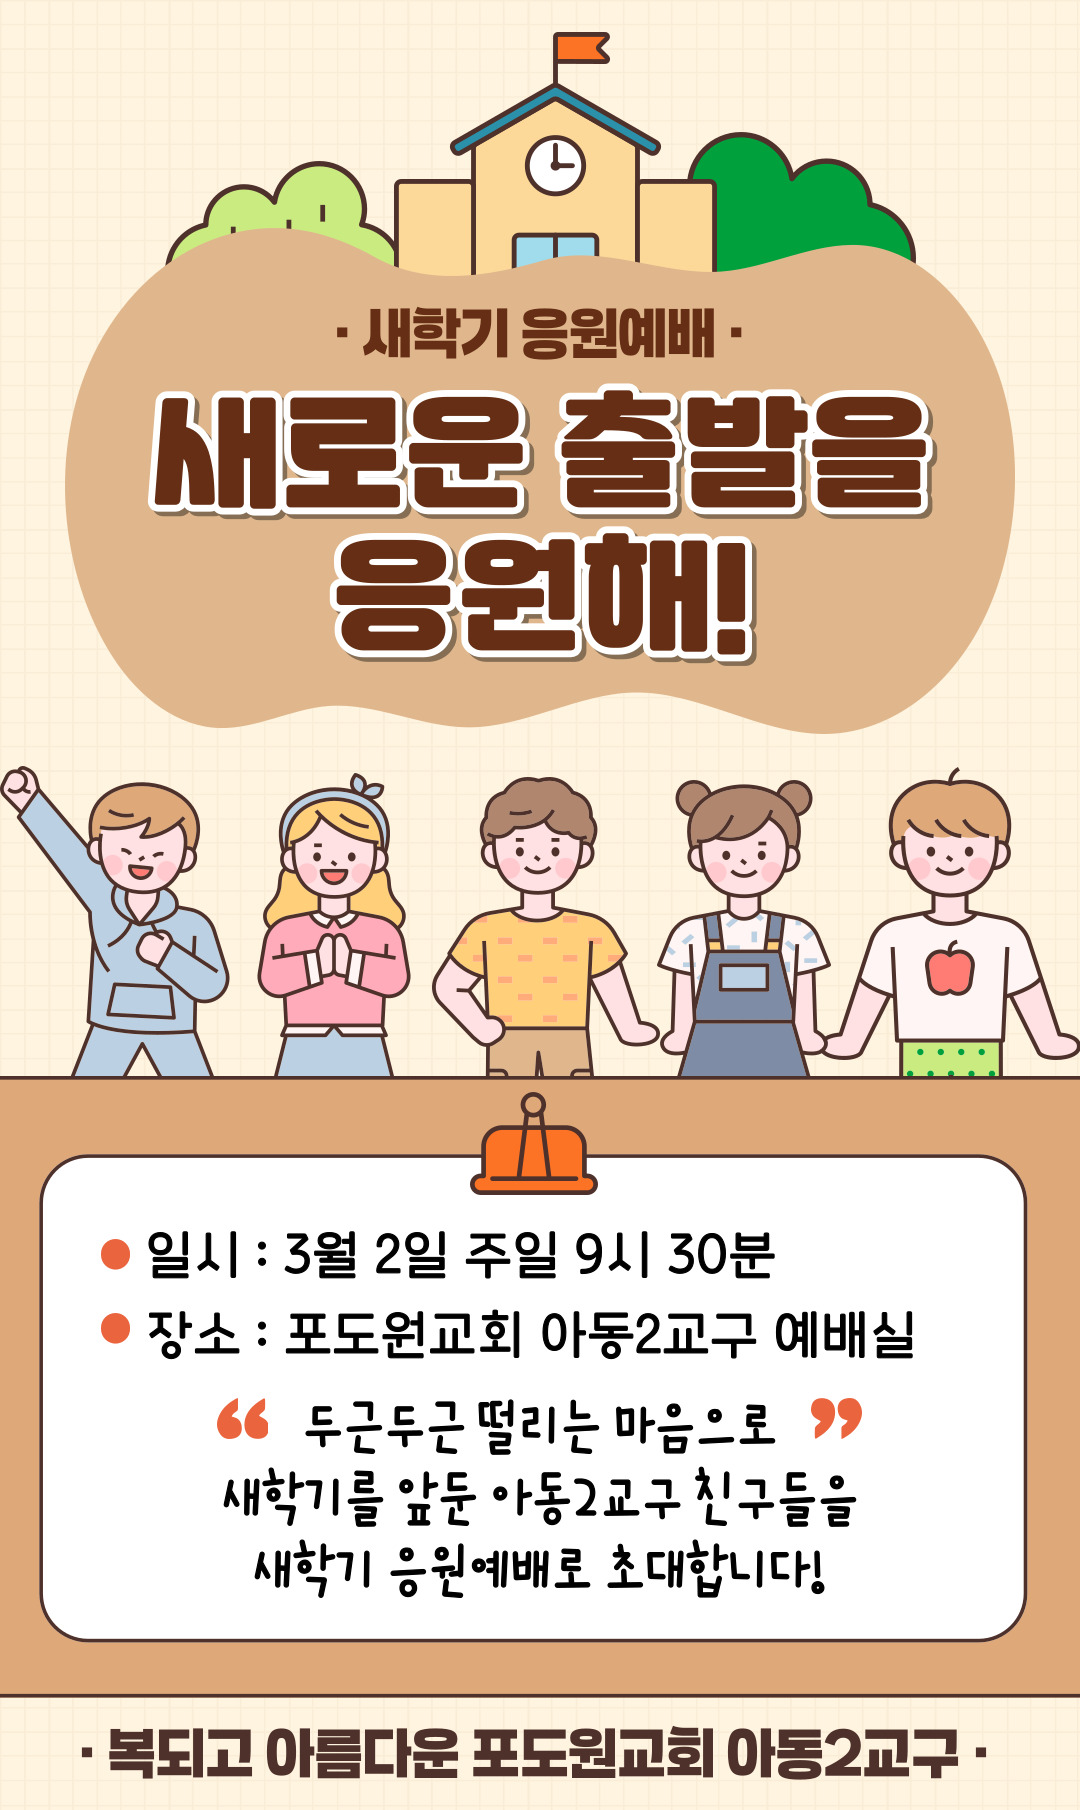 · 새학기 응원예배 ·
새로운 출발을
응원해!
● 일시 : 3월 2일 주일 9시 30분
● 장소 : 포도원교회 아동2교구 예배실
“ 두근두근 떨리는 마음으로 ”
새학기를 앞둔 아동2교구 친구들을
새학기 응원예배로 초대합니다!
· 복되고 아름다운 포도원교회 아동2교구 ·